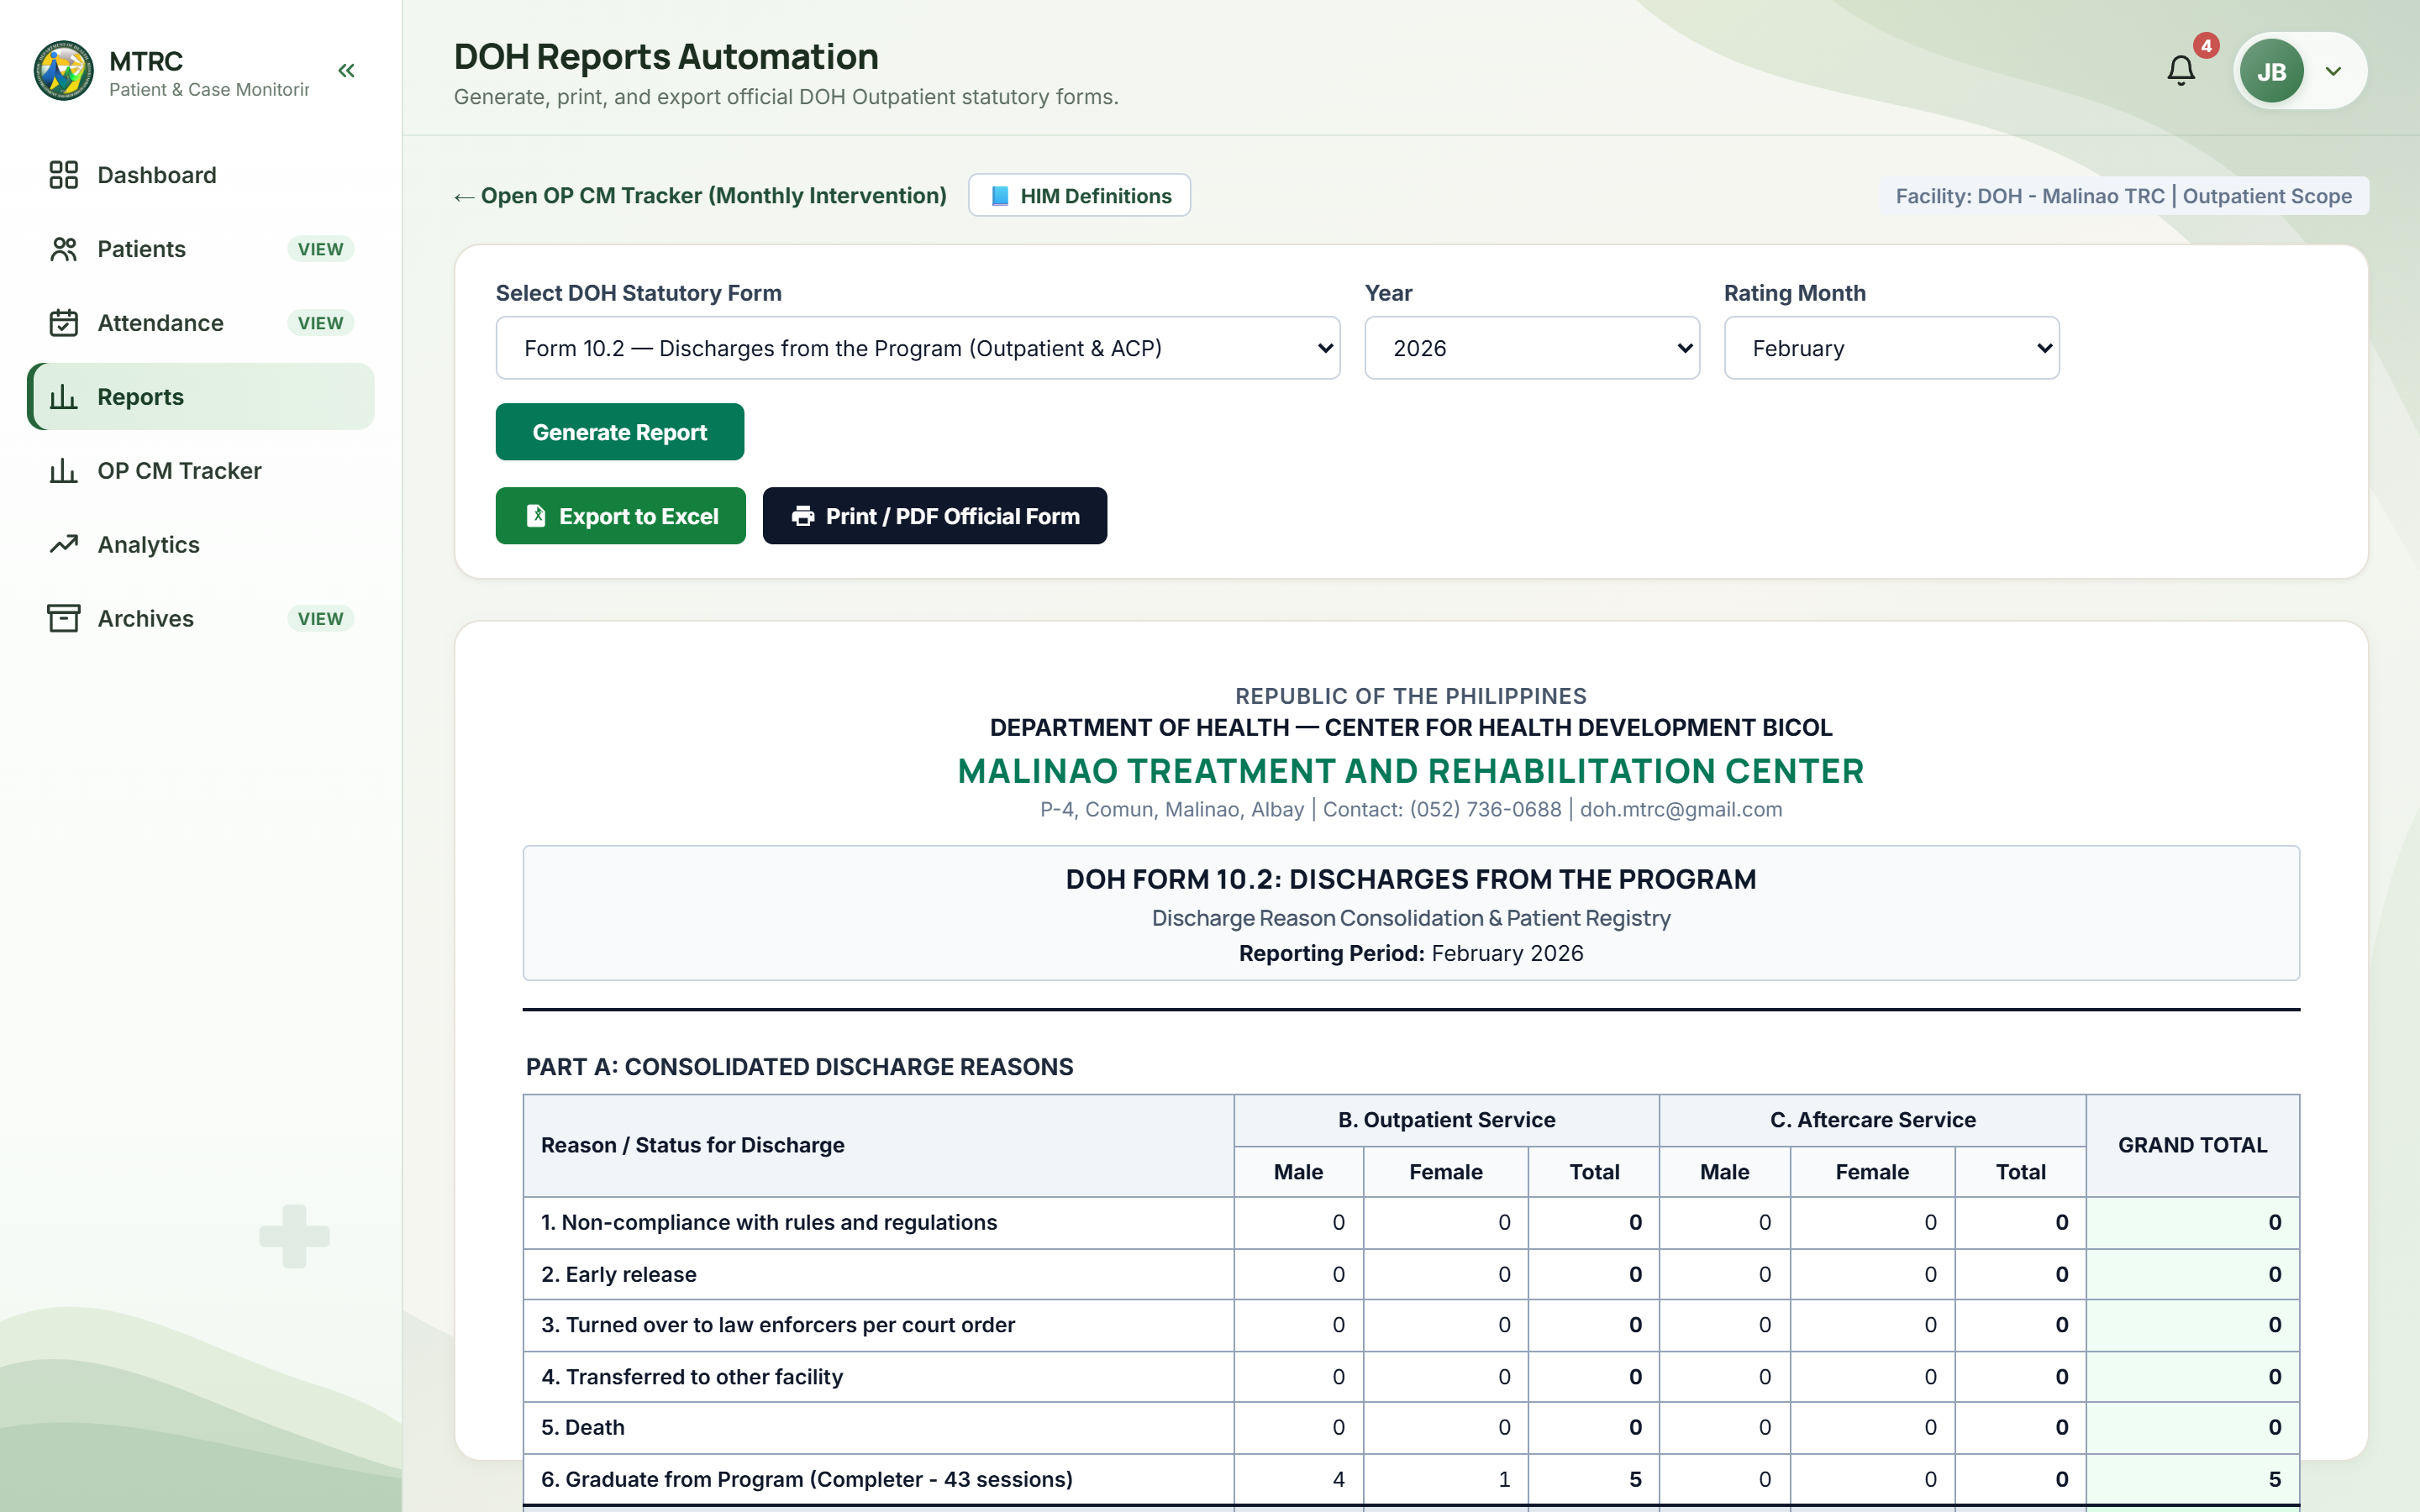 MTRC
Patient & Case Monitorir
Dashboard
Patients VIEW
Attendance VIEW
Reports
OP CM Tracker
Analytics
Archives VIEW
DOH Reports Automation
Generate, print, and export official DOH Outpatient statutory forms.
4
JB
← Open OP CM Tracker (Monthly Intervention)
HIM Definitions
Facility: DOH - Malinao TRC | Outpatient Scope
Select DOH Statutory Form Year Rating Month
Form 10.2 — Discharges from the Program (Outpatient & ACP) 2026 February
Generate Report
Export to Excel Print / PDF Official Form
REPUBLIC OF THE PHILIPPINES
DEPARTMENT OF HEALTH — CENTER FOR HEALTH DEVELOPMENT BICOL
MALINAO TREATMENT AND REHABILITATION CENTER
P-4, Comun, Malinao, Albay | Contact: (052) 736-0688 | doh.mtrc@gmail.com
DOH FORM 10.2: DISCHARGES FROM THE PROGRAM
Discharge Reason Consolidation & Patient Registry
Reporting Period: February 2026
PART A: CONSOLIDATED DISCHARGE REASONS
Reason / Status for Discharge B. Outpatient Service C. Aftercare Service GRAND TOTAL
Male Female Total Male Female Total
1. Non-compliance with rules and regulations 0 0 0 0 0 0 0
2. Early release 0 0 0 0 0 0 0
3. Turned over to law enforcers per court order 0 0 0 0 0 0 0
4. Transferred to other facility 0 0 0 0 0 0 0
5. Death 0 0 0 0 0 0 0
6. Graduate from Program (Completer - 43 sessions) 4 1 5 0 0 0 5